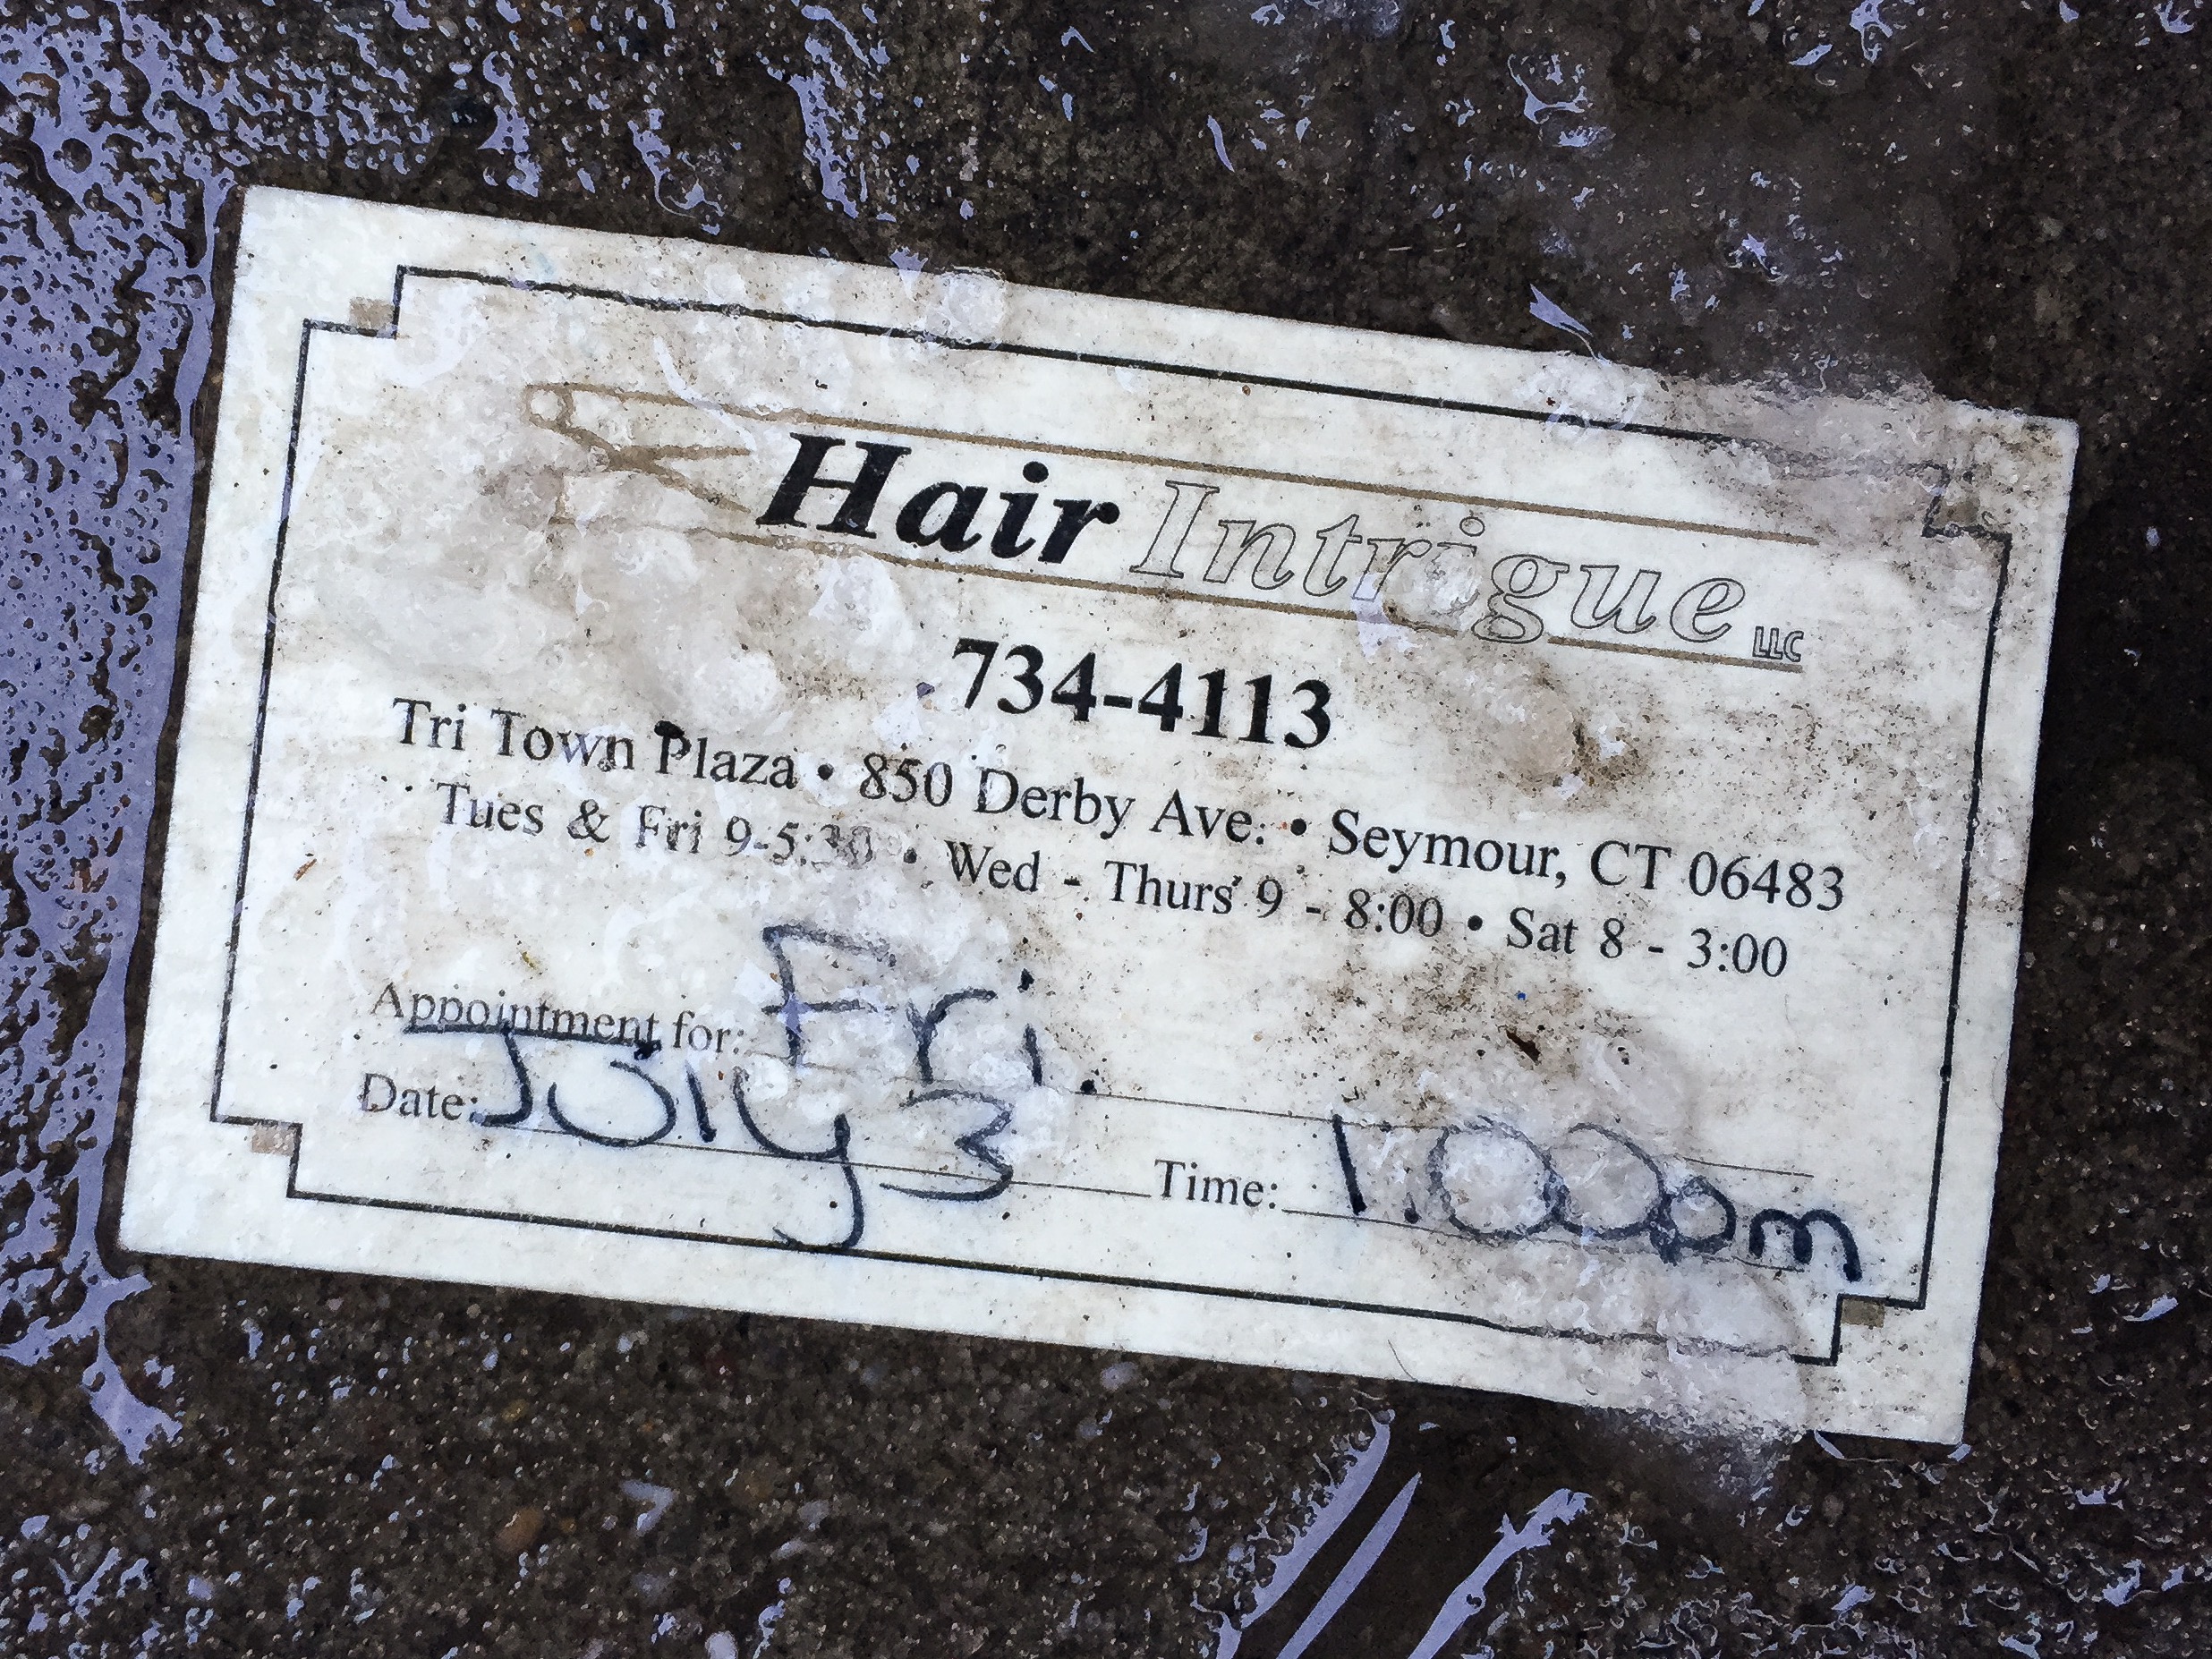 Hair Intrigue LLC
734-4113
Tri Town Plaza • 850 Derby Ave. • Seymour, CT 06483
Tues & Fri 9-5:30 • Wed - Thurs 9 - 8:00 • Sat 8 - 3:00
Appointment for: Fri.
Date: July 3 Time: 1:00pm